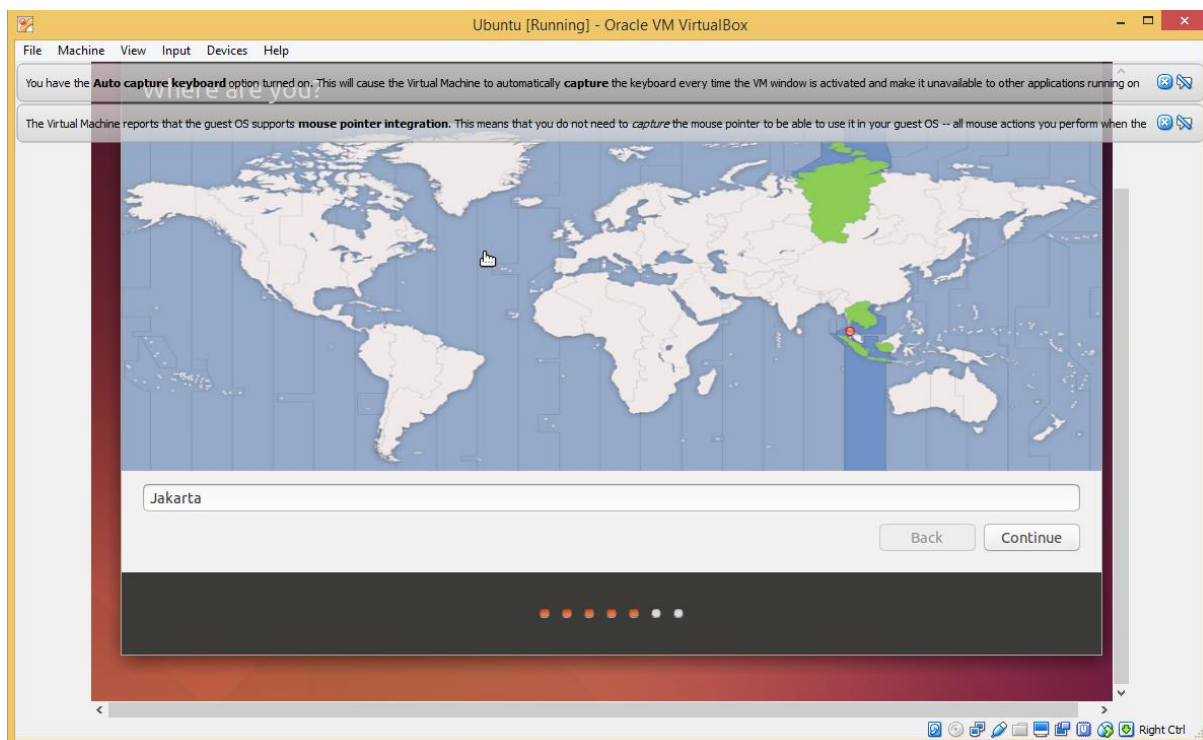 Ubuntu [Running] - Oracle VM VirtualBox
File Machine View Input Devices Help
You have the Auto capture keyboard option turned on. This will cause the Virtual Machine to automatically capture the keyboard every time the VM window is activated and make it unavailable to other applications running on
Where are you?
The Virtual Machine reports that the guest OS supports mouse pointer integration. This means that you do not need to capture the mouse pointer to be able to use it in your guest OS -- all mouse actions you perform when the
Jakarta
Back Continue
Right Ctrl